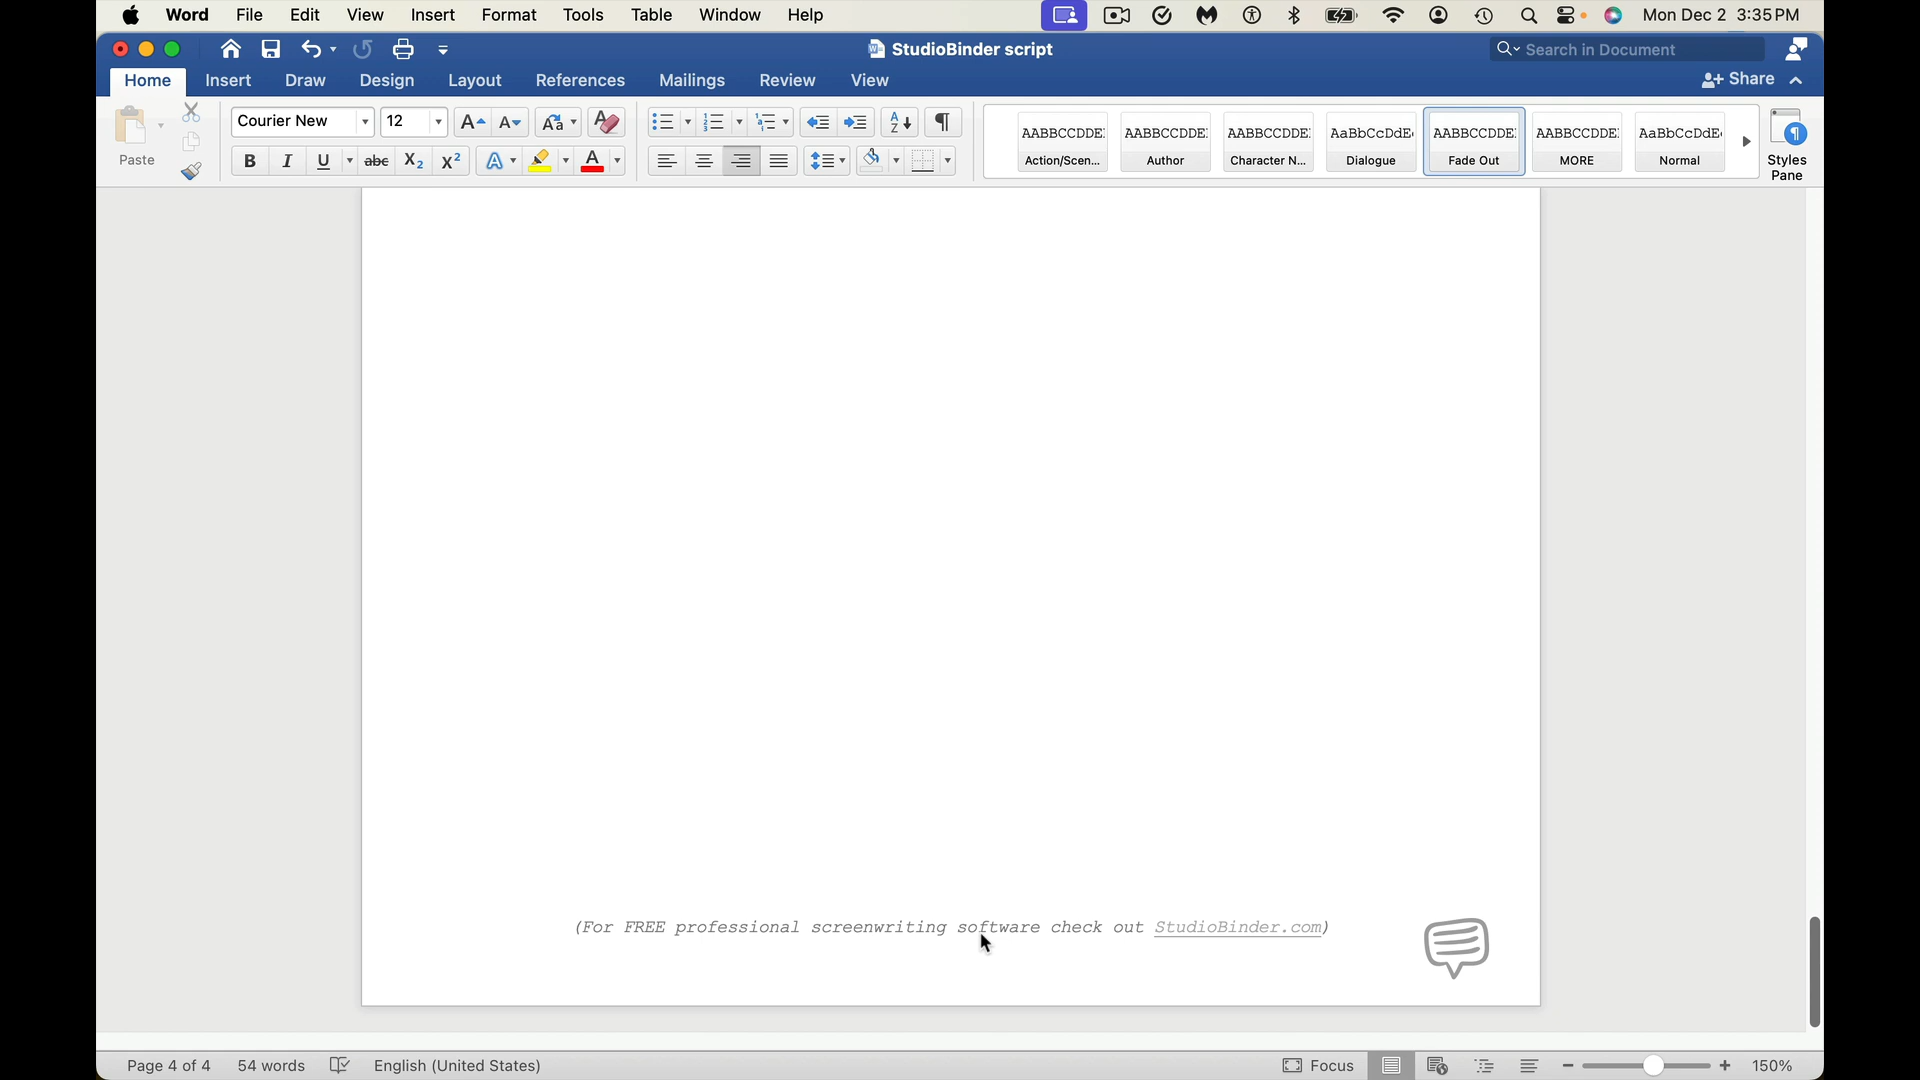 Word File Edit View Insert Format Tools Table Window Help Mon Dec 2 3:35 PM
StudioBinder script
Search in Document
Home Insert Draw Design Layout References Mailings Review View
Share
Paste
Courier New
12
AABBCCDDE Action/Scen...
AABBCCDDE Author
AABBCCDDE Character N...
AaBbCcDdE Dialogue
AABBCCDDE Fade Out
AABBCCDDE MORE
AaBbCcDdE Normal
Styles
Pane
(For FREE professional screenwriting software check out StudioBinder.com)
Page 4 of 4 54 words English (United States) Focus 150%